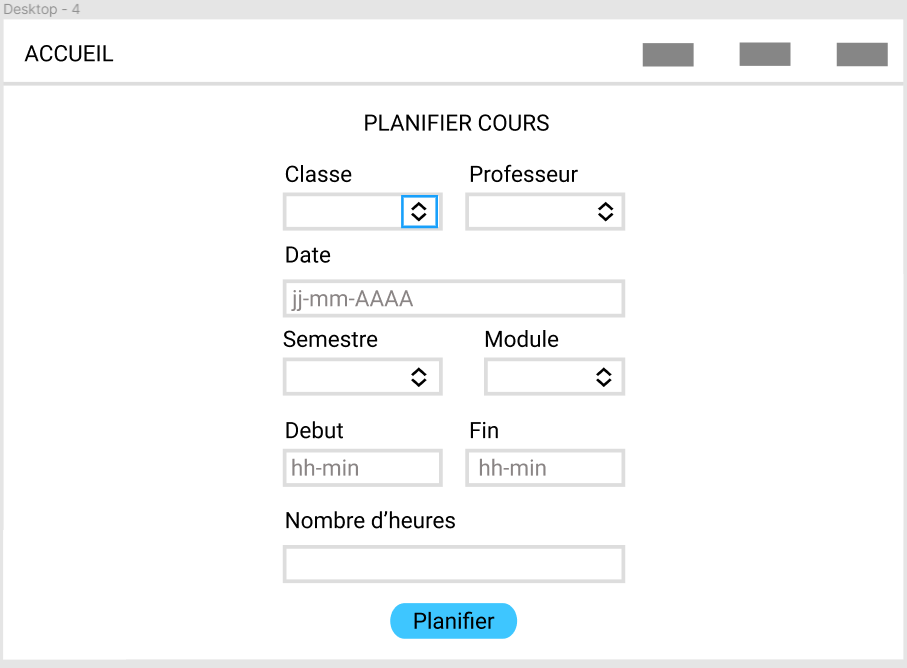 Desktop - 4
ACCUEIL
PLANIFIER COURS
Classe Professeur
Date
jj-mm-AAAA
Semestre Module
Debut Fin
hh-min hh-min
Nombre d’heures
Planifier